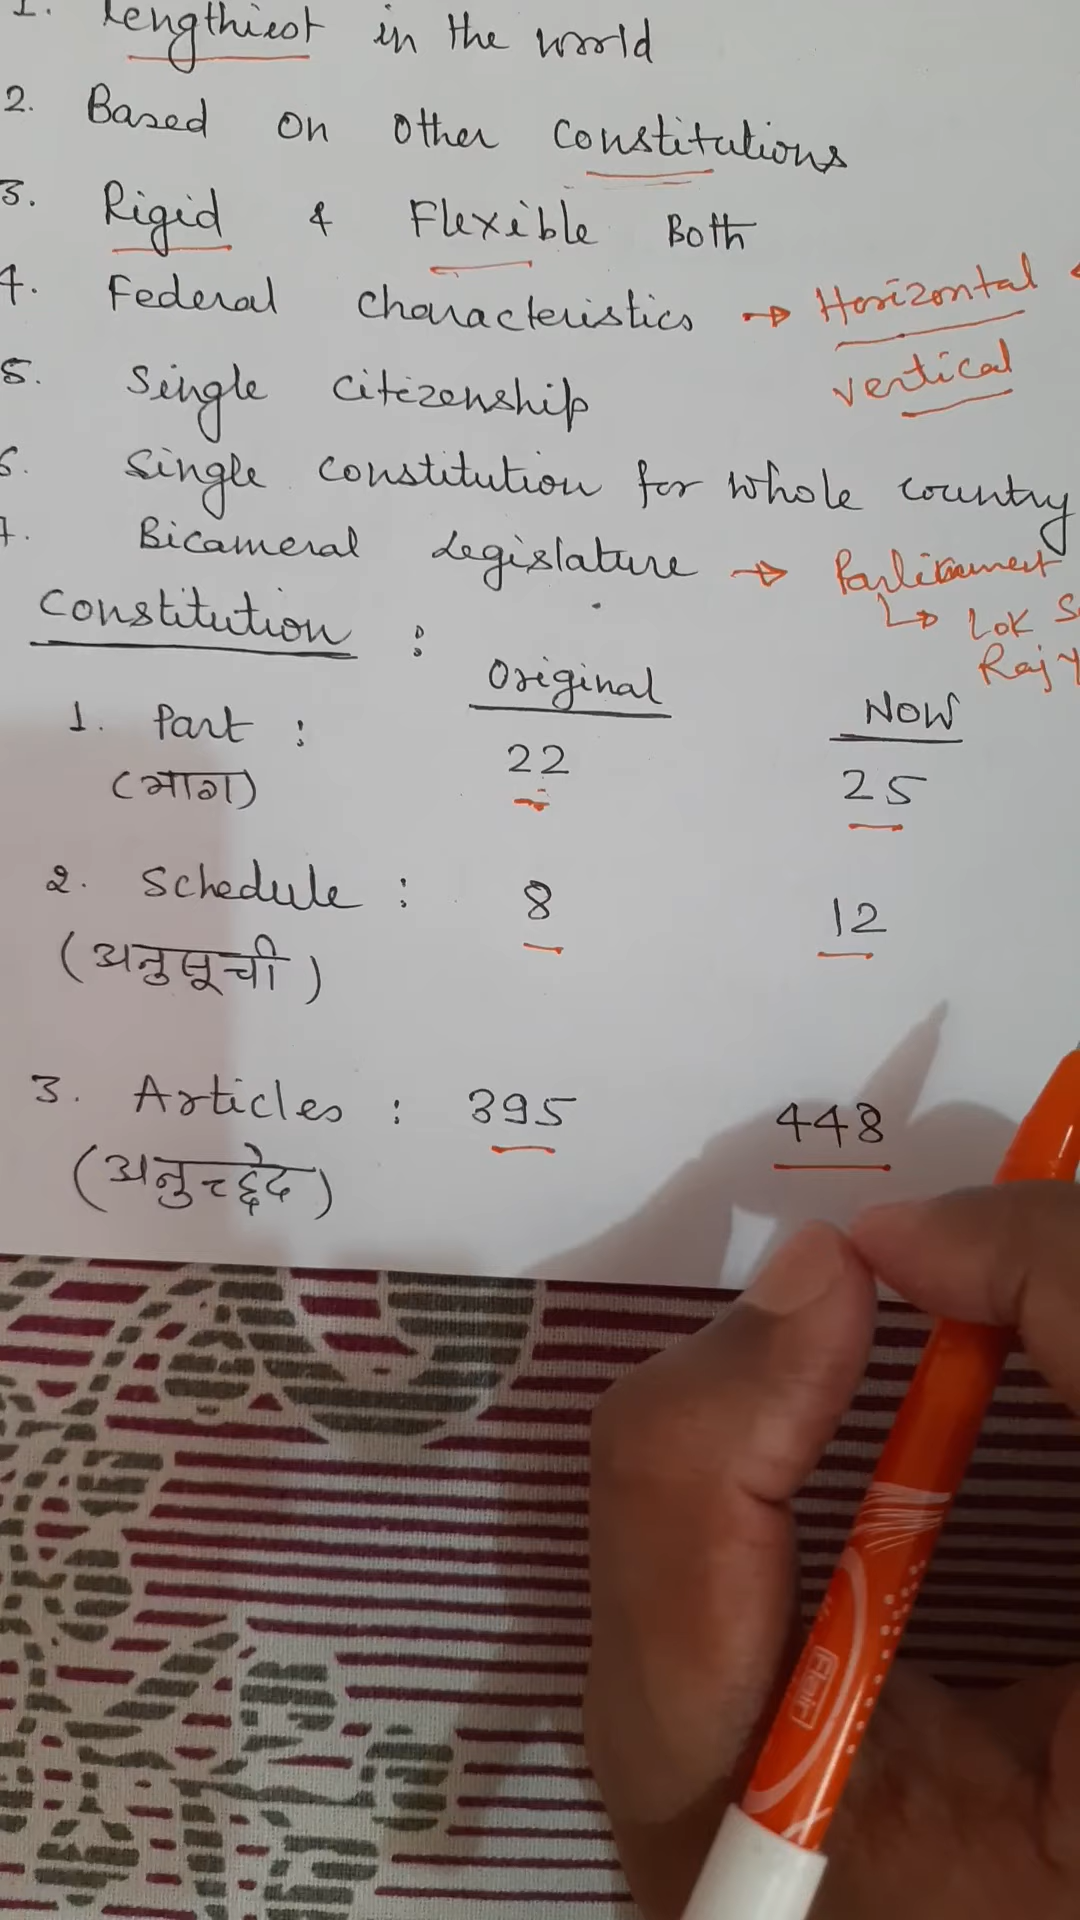 1. Lengthiest in the world
2. Based on Other Constitutions
3. Rigid & Flexible Both
4. Federal Characteristics → Horizontal
vertical
5. Single citizenship
6. Single constitution for whole country
7. Bicameral Legislature → Parliament
↳ Lok S
Rajy
Constitution :
Original NOW
1. Part : 22 25
(भाग)
2. Schedule : 8 12
(अनुसूची)
3. Articles : 395 448
(अनुच्छेद)
Flair